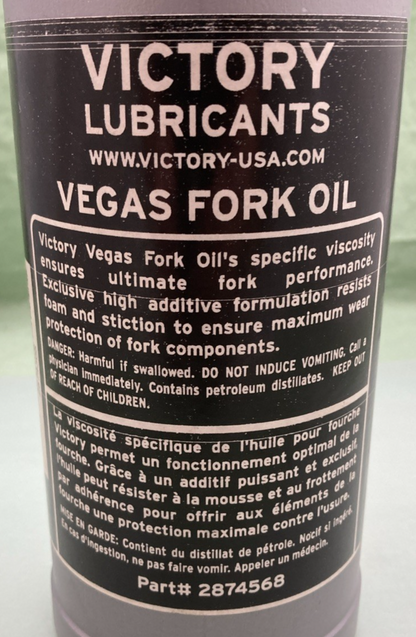 VICTORY
LUBRICANTS
WWW.VICTORY-USA.COM
VEGAS FORK OIL
Victory Vegas Fork Oil's specific viscosity
ensures ultimate fork performance.
Exclusive high additive formulation resists
foam and stiction to ensure maximum wear
protection of fork components.
DANGER: Harmful if swallowed. DO NOT INDUCE VOMITING. Call a
physician immediately. Contains petroleum distillates. KEEP OUT
OF REACH OF CHILDREN.
La viscosité spécifique de l'huile pour fourche
Victory permet un fonctionnement optimal de la
fourche. Grâce à un additif puissant et exclusif,
l'huile peut résister à la mousse et au frottement
par adhérence pour offrir aux éléments de la
fourche une protection maximale contre l'usure.
MISE EN GARDE: Contient du distillat de pétrole. Nocif si ingéré.
En cas d'ingestion, ne pas faire vomir. Appeler un médecin.
Part# 2874568